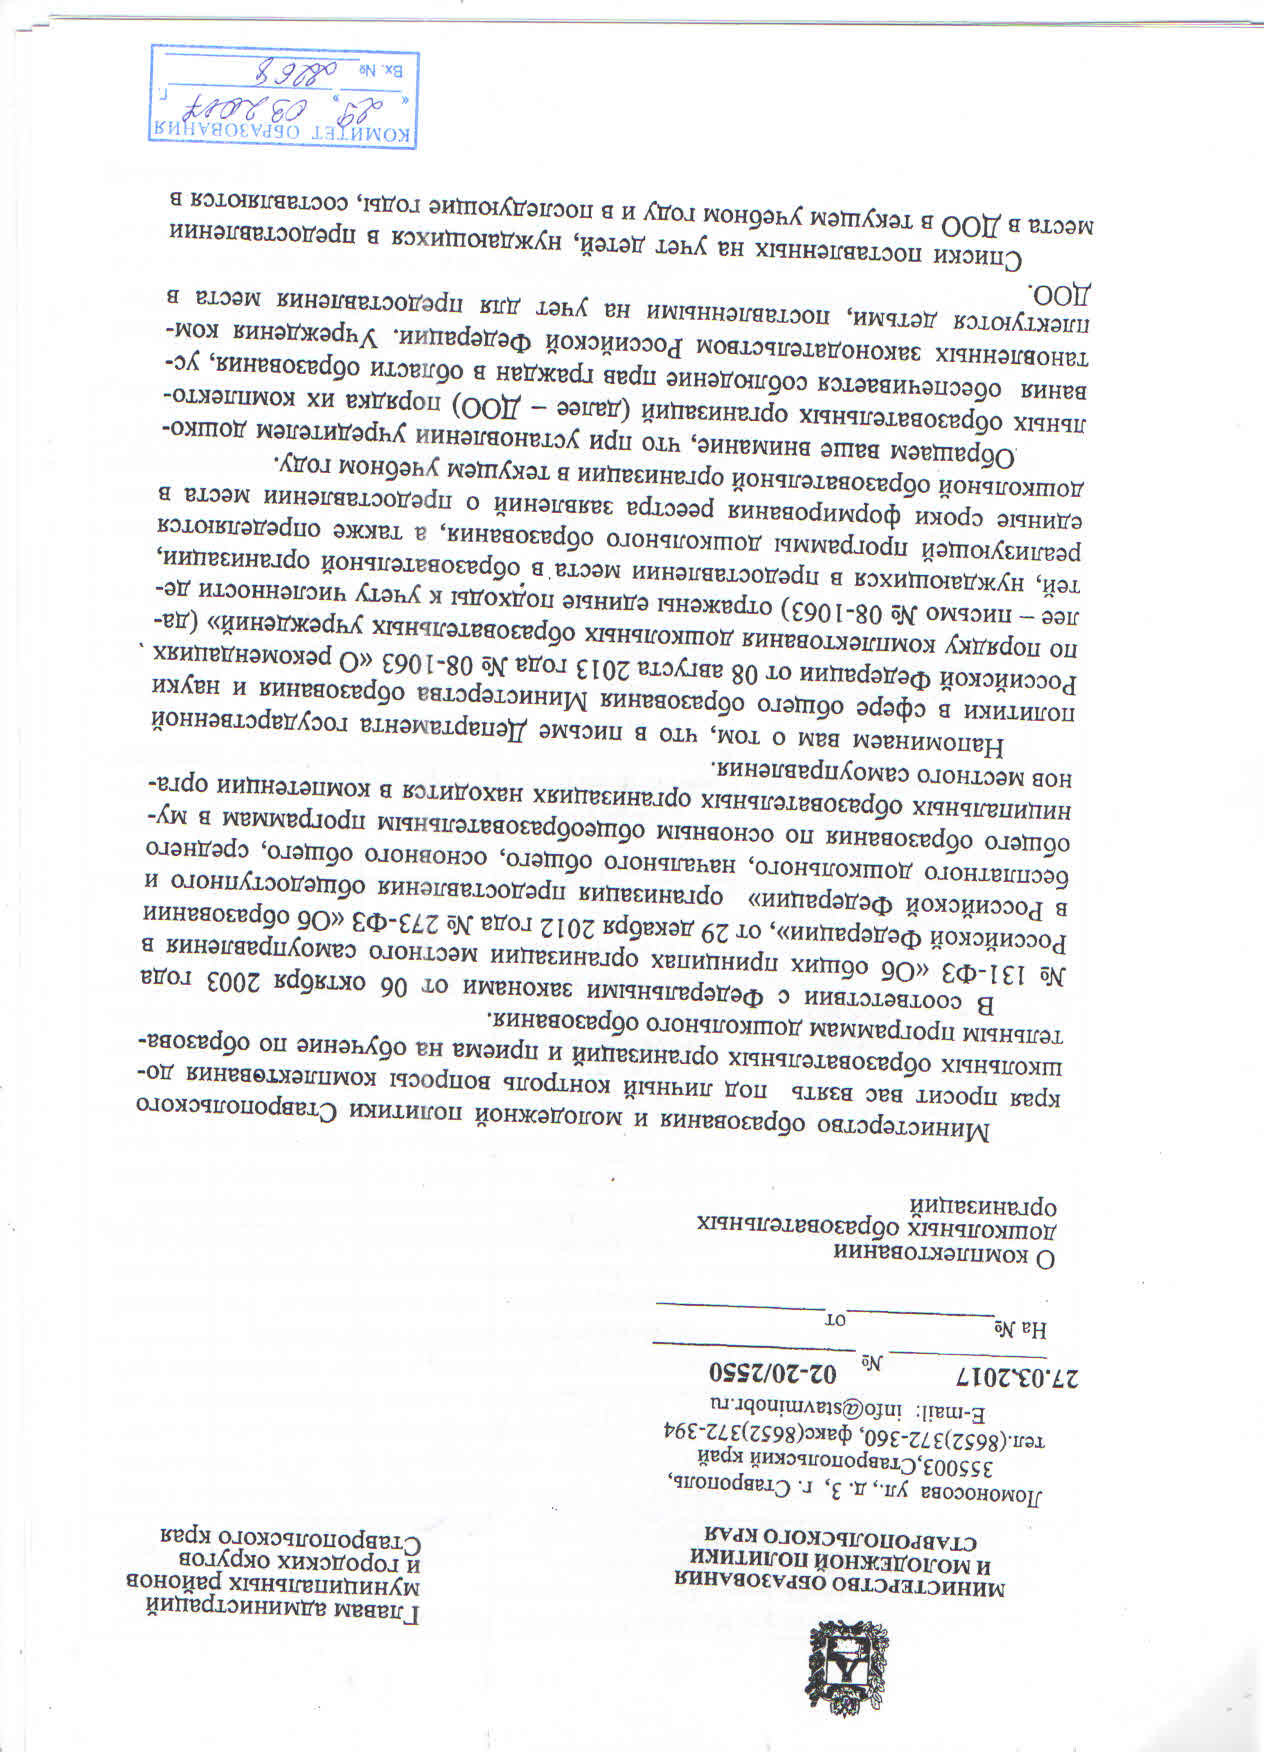 МИНИСТЕРСТВО ОБРАЗОВАНИЯ
И МОЛОДЕЖНОЙ ПОЛИТИКИ
СТАВРОПОЛЬСКОГО КРАЯ
Ломоносова ул., д. 3, г. Ставрополь,
355003,Ставропольский край
тел.(8652)372-360, факс(8652)372-394
E-mail: info@stavminobr.ru
27.03.2017 № 02-20/2550
На №____________от______________
Главам администраций
муниципальных районов
и городских округов
Ставропольского края
О комплектовании
дошкольных образовательных
организаций
Министерство образования и молодежной политики Ставропольского
края просит вас взять под личный контроль вопросы комплектования до-
школьных образовательных организаций и приема на обучение по образова-
тельным программам дошкольного образования.
В соответствии с Федеральными законами от 06 октября 2003 года
№ 131-ФЗ «Об общих принципах организации местного самоуправления в
Российской Федерации», от 29 декабря 2012 года № 273-ФЗ «Об образовании
в Российской Федерации» организация предоставления общедоступного и
бесплатного дошкольного, начального общего, основного общего, среднего
общего образования по основным общеобразовательным программам в му-
ниципальных образовательных организациях находится в компетенции орга-
нов местного самоуправления.
Напоминаем вам о том, что в письме Департамента государственной
политики в сфере общего образования Министерства образования и науки
Российской Федерации от 08 августа 2013 года № 08-1063 «О рекомендациях
по порядку комплектования дошкольных образовательных учреждений» (да-
лее – письмо № 08-1063) отражены единые подходы к учету численности де-
тей, нуждающихся в предоставлении места в образовательной организации,
реализующей программы дошкольного образования, а также определяются
единые сроки формирования реестра заявлений о предоставлении места в
дошкольной образовательной организации в текущем учебном году.
Обращаем ваше внимание, что при установлении учредителем дошко-
льных образовательных организаций (далее – ДОО) порядка их комплекто-
вания обеспечивается соблюдение прав граждан в области образования, ус-
тановленных законодательством Российской Федерации. Учреждения ком-
плектуются детьми, поставленными на учет для предоставления места в
ДОО.
Списки поставленных на учет детей, нуждающихся в предоставлении
места в ДОО в текущем учебном году и в последующие годы, составляются в
КОМИТЕТ ОБРАЗОВАНИЯ
« 29 » 03 2017 г.
Вх. № 2268